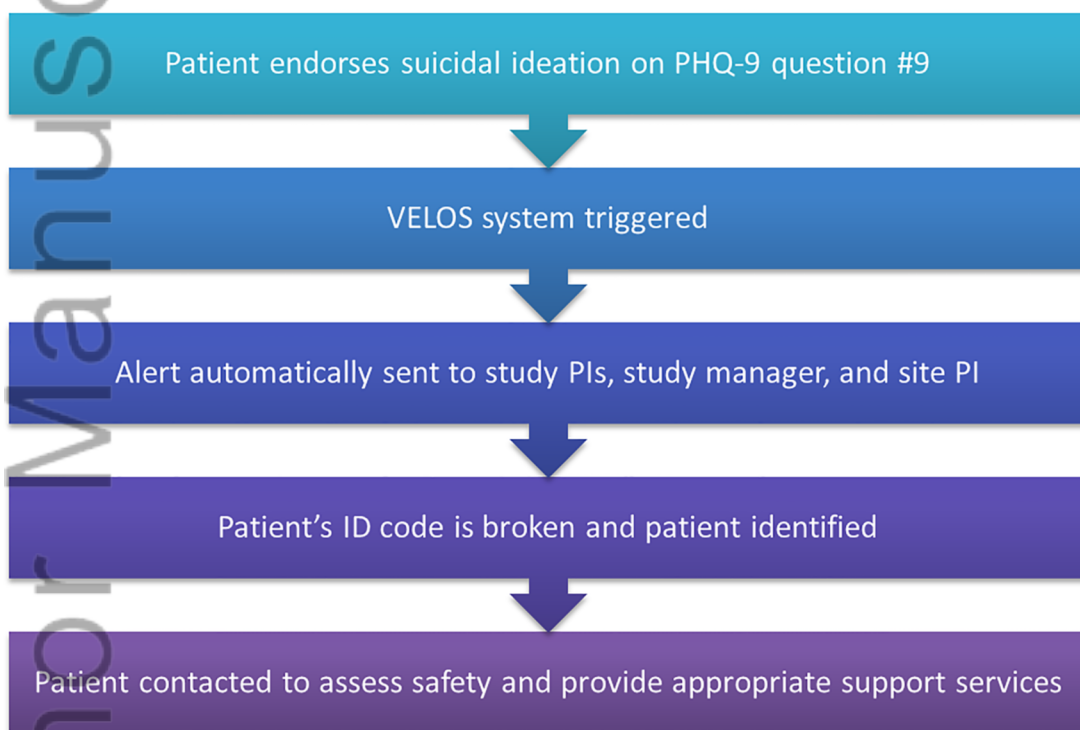 Patient endorses suicidal ideation on PHQ-9 question #9
VELOS system triggered
Alert automatically sent to study PIs, study manager, and site PI
Patient’s ID code is broken and patient identified
Patient contacted to assess safety and provide appropriate support services